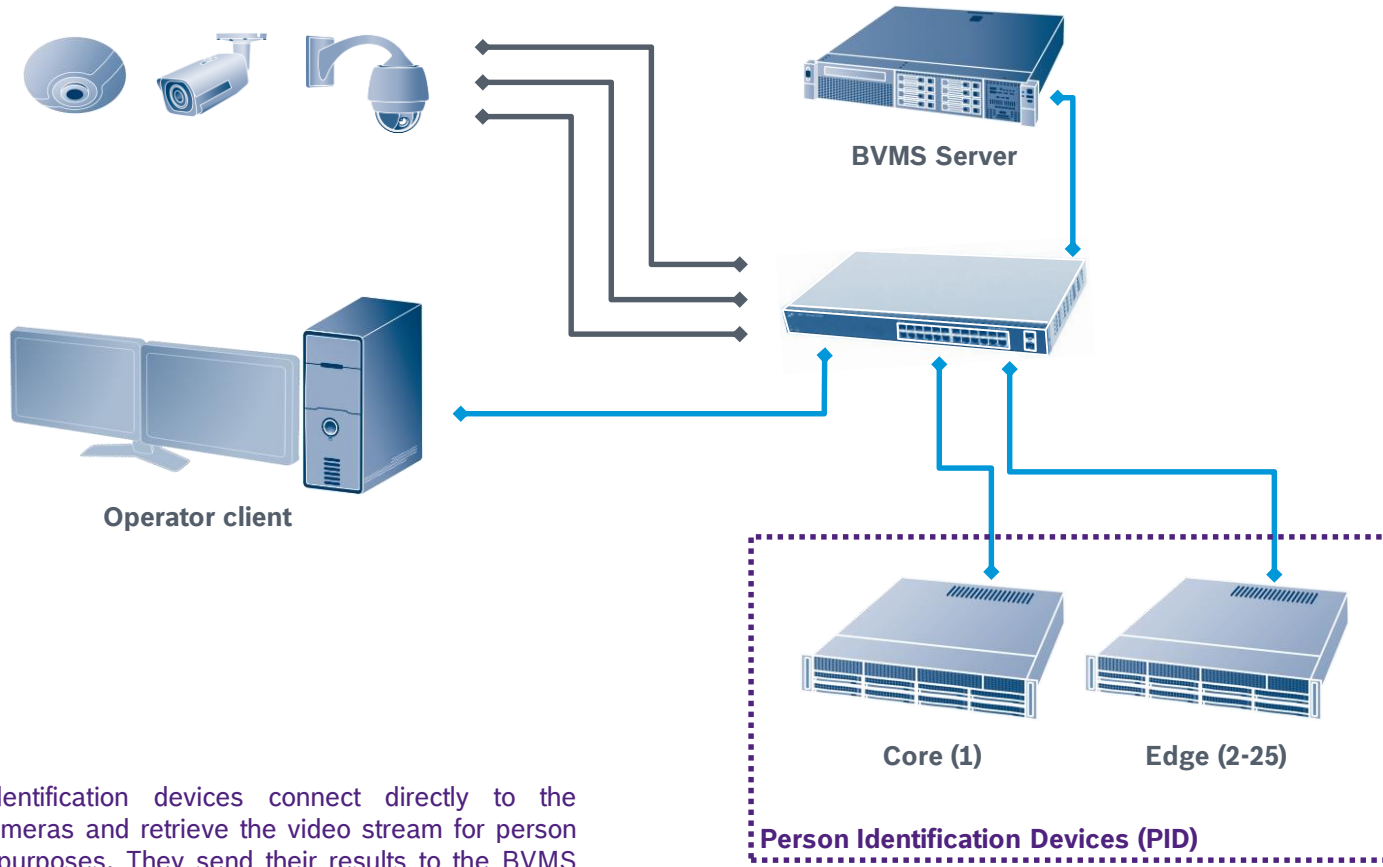 BVMS Server
Operator client
Core (1)
Edge (2-25)
Person Identification Devices (PID)
devices connect directly to the
and retrieve the video stream for person
purposes. They send their results to the BVMS